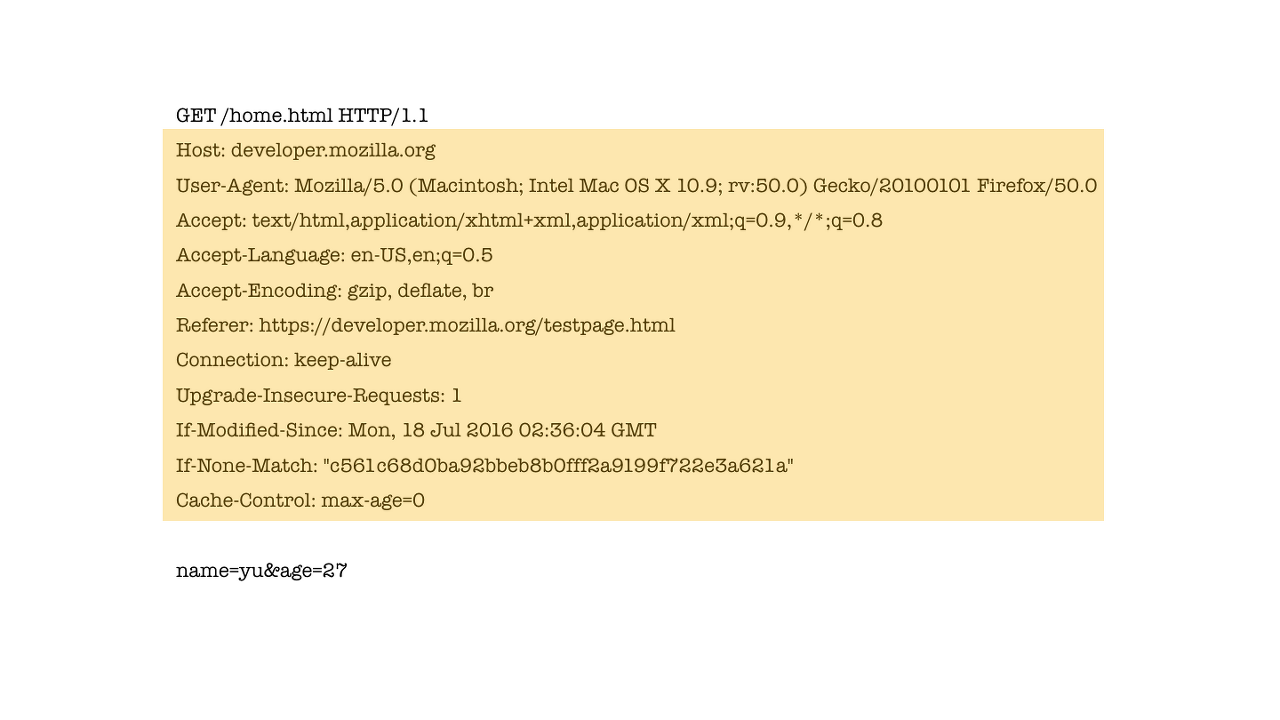 GET /home.html HTTP/1.1
Host: developer.mozilla.org
User-Agent: Mozilla/5.0 (Macintosh; Intel Mac OS X 10.9; rv:50.0) Gecko/20100101 Firefox/50.0
Accept: text/html,application/xhtml+xml,application/xml;q=0.9,*/*;q=0.8
Accept-Language: en-US,en;q=0.5
Accept-Encoding: gzip, deflate, br
Referer: https://developer.mozilla.org/testpage.html
Connection: keep-alive
Upgrade-Insecure-Requests: 1
If-Modified-Since: Mon, 18 Jul 2016 02:36:04 GMT
If-None-Match: "c561c68d0ba92bbeb8b0fff2a9199f722e3a621a"
Cache-Control: max-age=0
name=yu&age=27